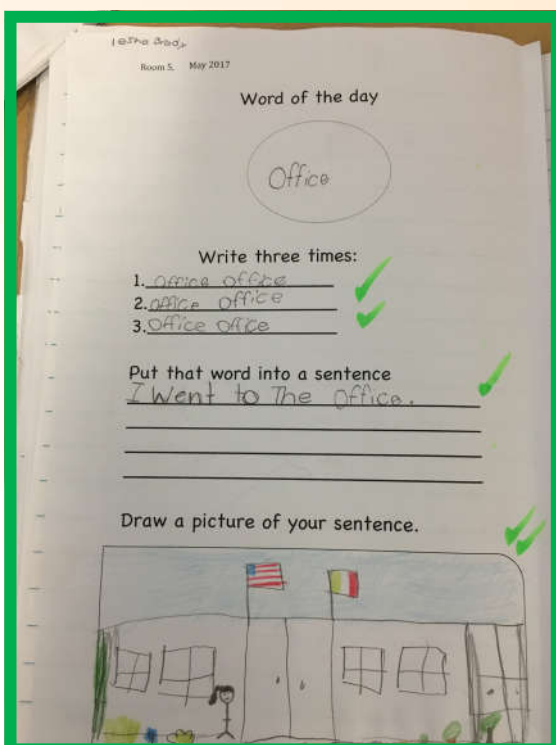 Room 5, May 2017
Word of the day
Office
Write three times:
1. office office
2. office office
3. Office office
Put that word into a sentence
I Went to The Office.
Draw a picture of your sentence.